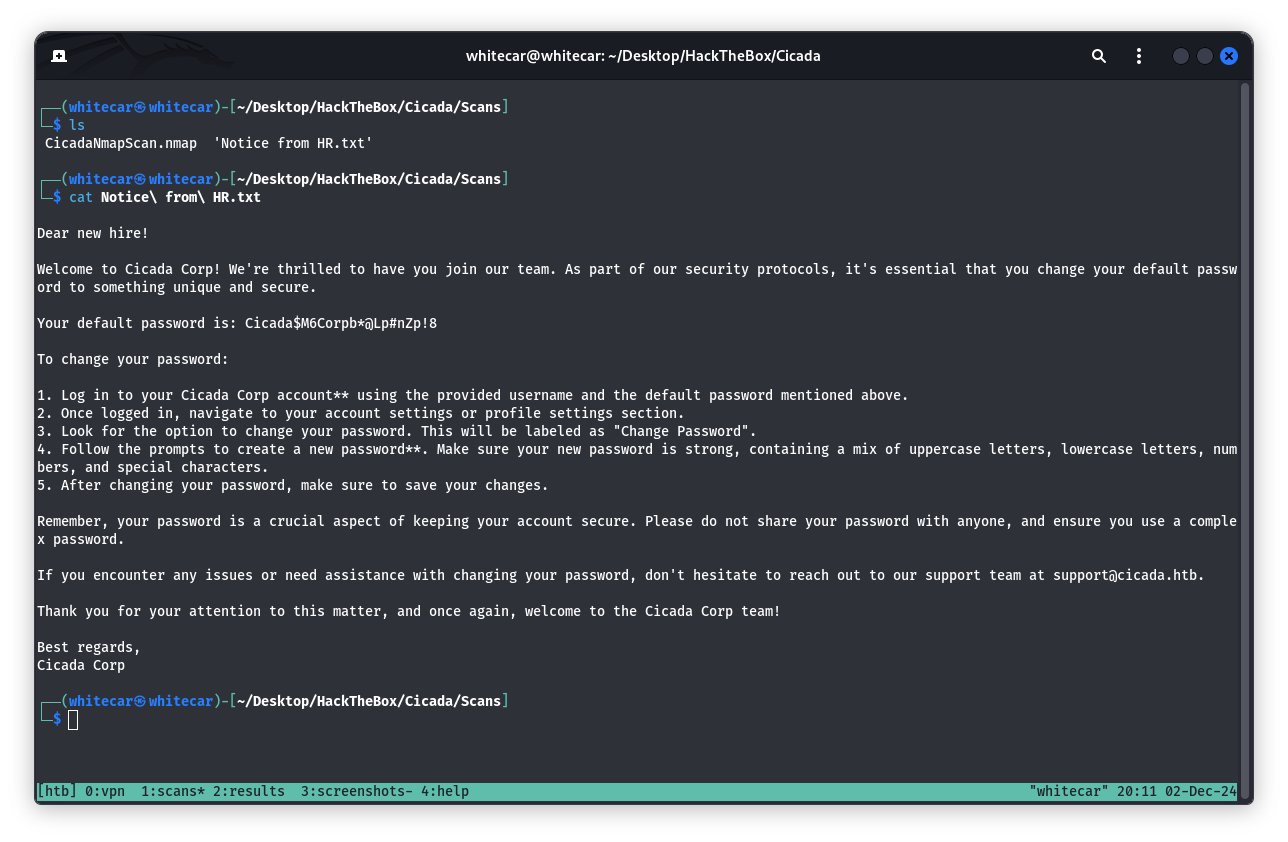 whitecar@whitecar: ~/Desktop/HackTheBox/Cicada
┌──(whitecar㉿whitecar)-[~/Desktop/HackTheBox/Cicada/Scans]
└─$ ls
CicadaNmapScan.nmap  'Notice from HR.txt'
┌──(whitecar㉿whitecar)-[~/Desktop/HackTheBox/Cicada/Scans]
└─$ cat Notice\ from\ HR.txt
Dear new hire!
Welcome to Cicada Corp! We're thrilled to have you join our team. As part of our security protocols, it's essential that you change your default passw
ord to something unique and secure.
Your default password is: Cicada$M6Corpb*@Lp#nZp!8
To change your password:
1. Log in to your Cicada Corp account** using the provided username and the default password mentioned above.
2. Once logged in, navigate to your account settings or profile settings section.
3. Look for the option to change your password. This will be labeled as "Change Password".
4. Follow the prompts to create a new password**. Make sure your new password is strong, containing a mix of uppercase letters, lowercase letters, num
bers, and special characters.
5. After changing your password, make sure to save your changes.
Remember, your password is a crucial aspect of keeping your account secure. Please do not share your password with anyone, and ensure you use a comple
x password.
If you encounter any issues or need assistance with changing your password, don't hesitate to reach out to our support team at support@cicada.htb.
Thank you for your attention to this matter, and once again, welcome to the Cicada Corp team!
Best regards,
Cicada Corp
┌──(whitecar㉿whitecar)-[~/Desktop/HackTheBox/Cicada/Scans]
└─$
[htb] 0:vpn  1:scans* 2:results  3:screenshots- 4:help "whitecar" 20:11 02-Dec-24